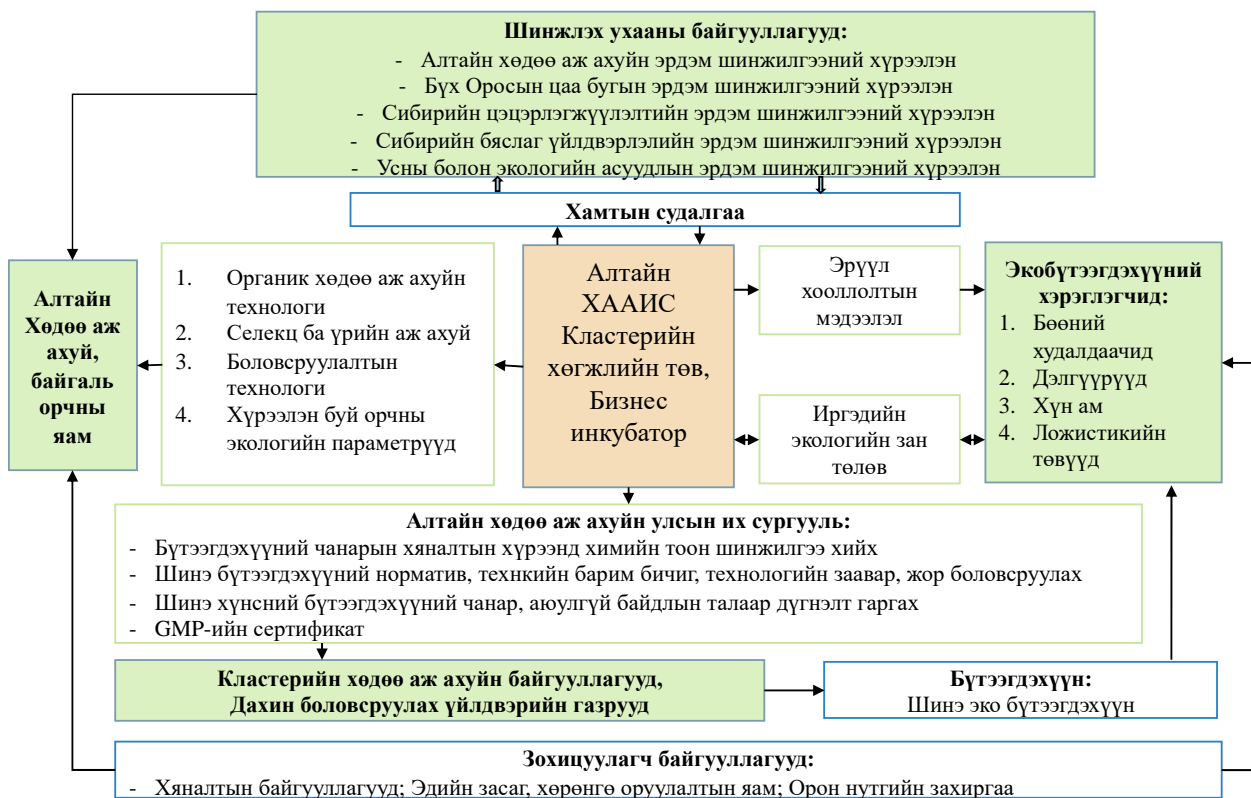 Шинжлэх ухааны байгууллагууд:
- Алтайн хөдөө аж ахуйн эрдэм шинжилгээний хүрээлэн
- Бүх Оросын цаа бугын эрдэм шинжилгээний хүрээлэн
- Сибирийн цэцэрлэгжүүлэлтийн эрдэм шинжилгээний хүрээлэн
- Сибирийн бяслаг үйлдвэрлэлийн эрдэм шинжилгээний хүрээлэн
- Усны болон экологийн асуудлын эрдэм шинжилгээний хүрээлэн
Хамтын судалгаа
Алтайн
Хөдөө аж
ахуй,
байгаль
орчны
яам
1. Органик хөдөө аж ахуйн
технологи
2. Селекц ба үрийн аж ахуй
3. Боловсруулалтын
технологи
4. Хүрээлэн буй орчны
экологийн параметрүүд
Алтайн
ХААИС
Кластерийн
хөгжлийн төв,
Бизнес
инкубатор
Эрүүл
хооллолтын
мэдээлэл
Иргэдийн
экологийн зан
төлөв
Экобүтээгдэхүүний
хэрэглэгчид:
1. Бөөний
худалдаачид
2. Дэлгүүрүүд
3. Хүн ам
4. Ложистикийн
төвүүд
Алтайн хөдөө аж ахуйн улсын их сургууль:
- Бүтээгдэхүүний чанарын хяналтын хүрээнд химийн тоон шинжилгээ хийх
- Шинэ бүтээгдэхүүний норматив, технкийн барим бичиг, технологийн заавар, жор боловсруулах
- Шинэ хүнсний бүтээгдэхүүний чанар, аюулгүй байдлын талаар дүгнэлт гаргах
- GMP-ийн сертификат
Кластерийн хөдөө аж ахуйн байгууллагууд,
Дахин боловсруулах үйлдвэрийн газрууд
Бүтээгдэхүүн:
Шинэ эко бүтээгдэхүүн
Зохицуулагч байгууллагууд:
- Хяналтын байгууллагууд; Эдийн засаг, хөрөнгө оруулалтын яам; Орон нутгийн захиргаа